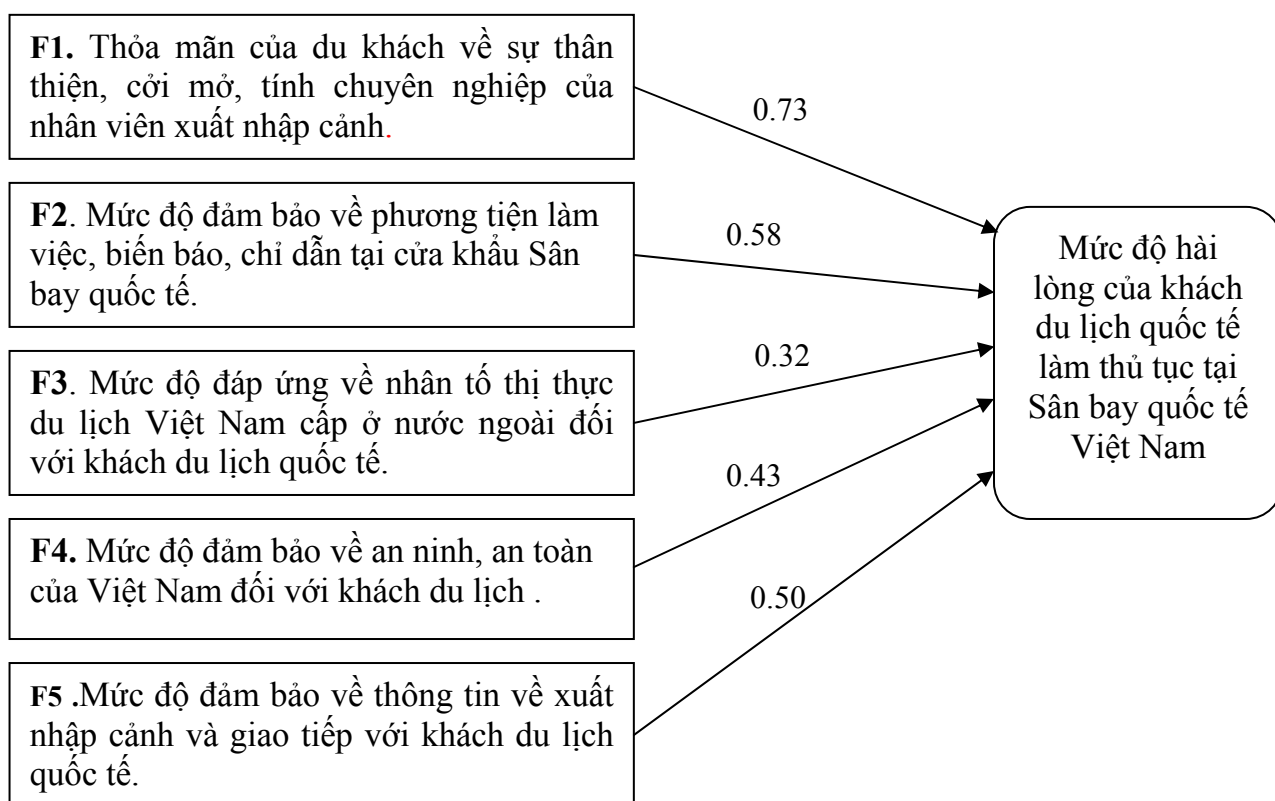 F1. Thỏa mãn của du khách về sự thân
thiện, cởi mở, tính chuyên nghiệp của
nhân viên xuất nhập cảnh.
0.73
F2. Mức độ đảm bảo về phương tiện làm
việc, biến báo, chỉ dẫn tại cửa khẩu Sân
bay quốc tế.
0.58
F3. Mức độ đáp ứng về nhân tố thị thực
du lịch Việt Nam cấp ở nước ngoài đối
với khách du lịch quốc tế.
0.32
F4. Mức độ đảm bảo về an ninh, an toàn
của Việt Nam đối với khách du lịch .
0.43
F5 .Mức độ đảm bảo về thông tin về xuất
nhập cảnh và giao tiếp với khách du lịch
quốc tế.
0.50
Mức độ hài
lòng của khách
du lịch quốc tế
làm thủ tục tại
Sân bay quốc tế
Việt Nam